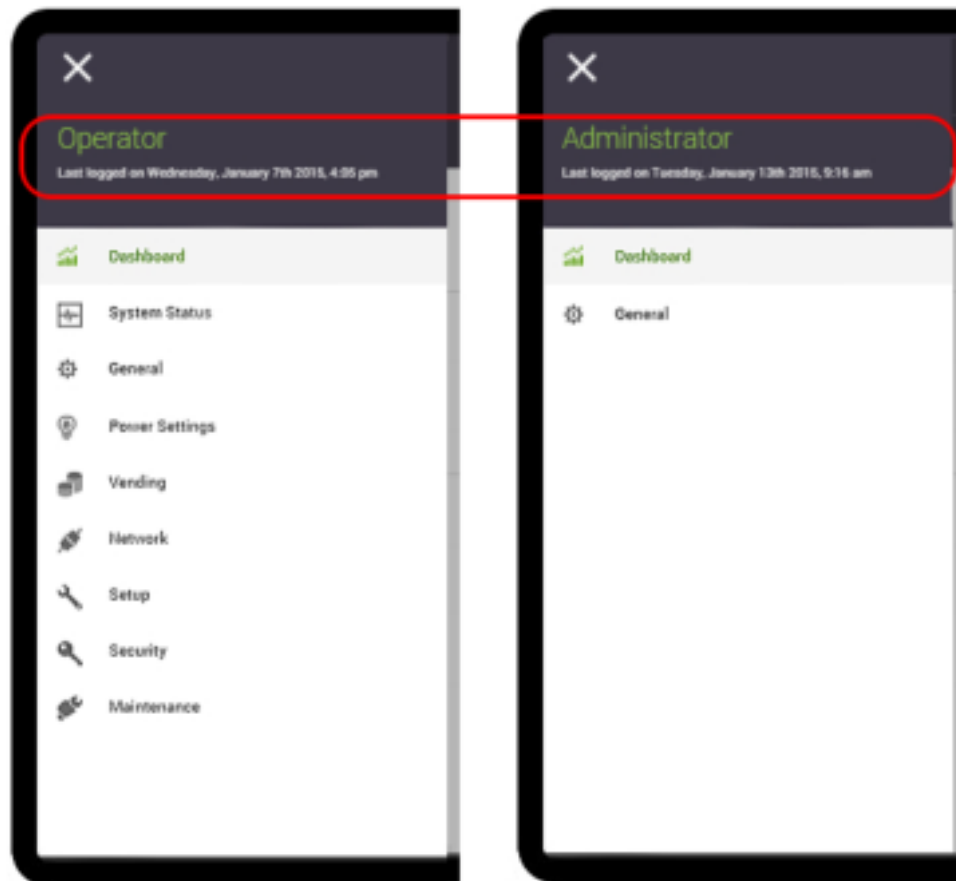 Operator
Last logged on Wednesday, January 7th 2015, 4:05 pm
Dashboard
System Status
General
Power Settings
Vending
Network
Setup
Security
Maintenance
Administrator
Last logged on Tuesday, January 13th 2015, 9:16 am
Dashboard
General